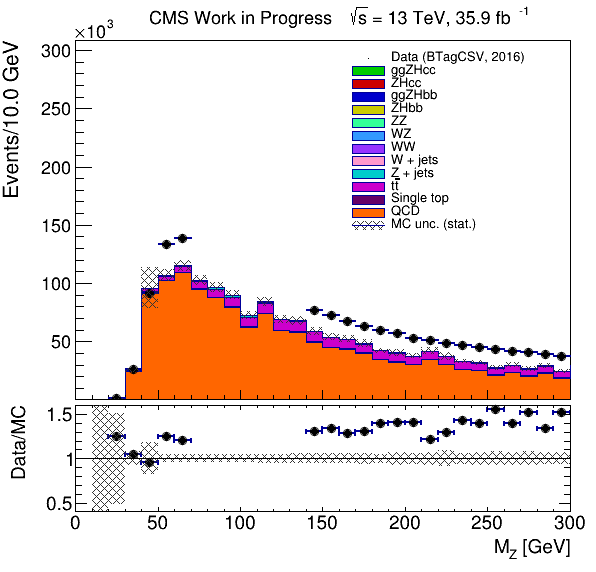 CMS Work in Progress √s = 13 TeV, 35.9 fb⁻¹
×10³
Events/10.0 GeV
300
250
200
150
100
50
Data (BTagCSV, 2016)
ggZHcc
ZHcc
ggZHbb
ZHbb
ZZ
WZ
WW
W + jets
Z + jets
tt̅
Single top
QCD
MC unc. (stat.)
Data/MC
1.5
1
0.5
0 50 100 150 200 250 300
M_Z [GeV]